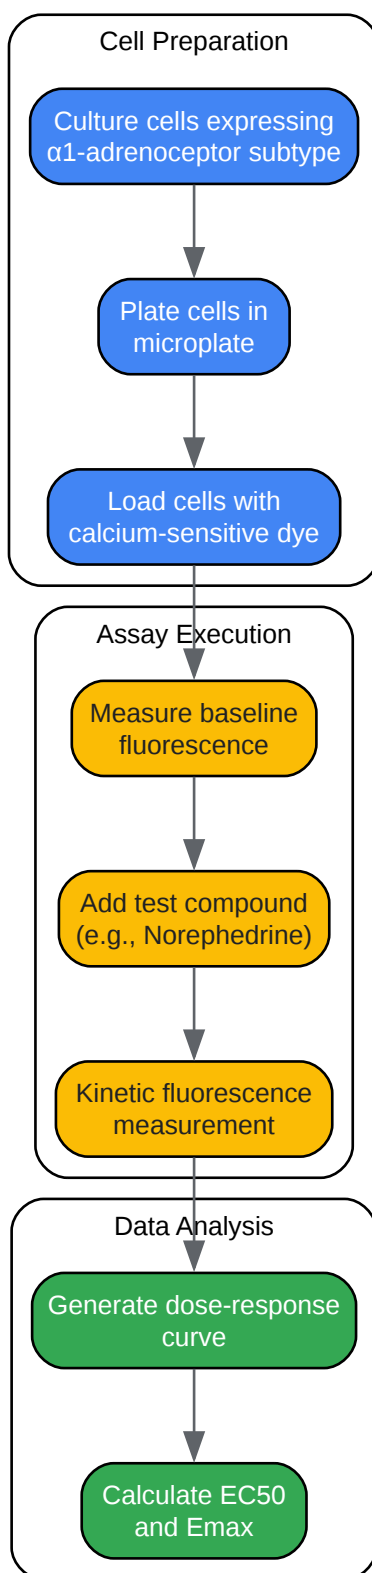 Cell Preparation
Culture cells expressing
α1-adrenoceptor subtype
Plate cells in
microplate
Load cells with
calcium-sensitive dye
Assay Execution
Measure baseline
fluorescence
Add test compound
(e.g., Norephedrine)
Kinetic fluorescence
measurement
Data Analysis
Generate dose-response
curve
Calculate EC50
and Emax